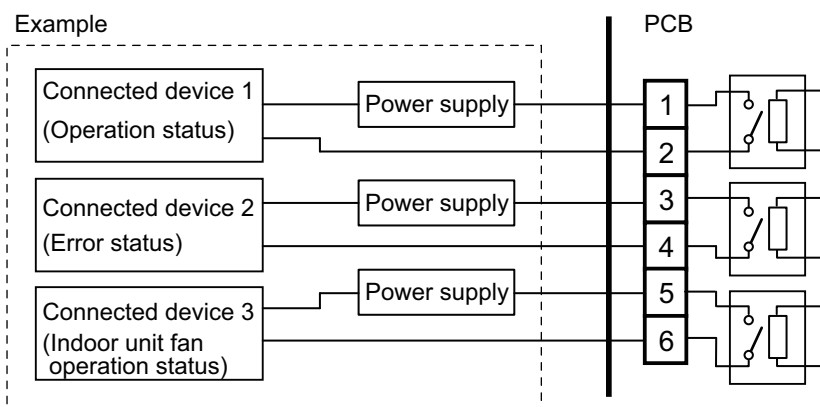 Example
PCB
Connected device 1
(Operation status)
Power supply
1
2
Connected device 2
(Error status)
Power supply
3
4
Connected device 3
(Indoor unit fan
operation status)
Power supply
5
6